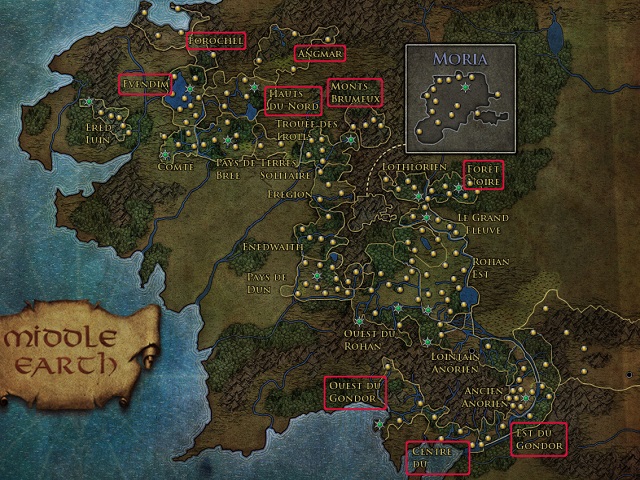 Forochel
Angmar
Moria
Evendim
Hauts
du Nord
Monts
Brumeux
Ered
Luin
Trouée des
Trolls
Comte
Pays de
Bree
Terres
Solitaires
Lothlórien
Forêt
Noire
Eregion
Le Grand
Fleuve
Enedwaith
Rohan
Est
Pays de
Dun
Middle
Earth
Ouest du
Rohan
Lointain
Anórien
Ouest du
Gondor
Ancien
Anórien
Est du
Gondor
Centre
du